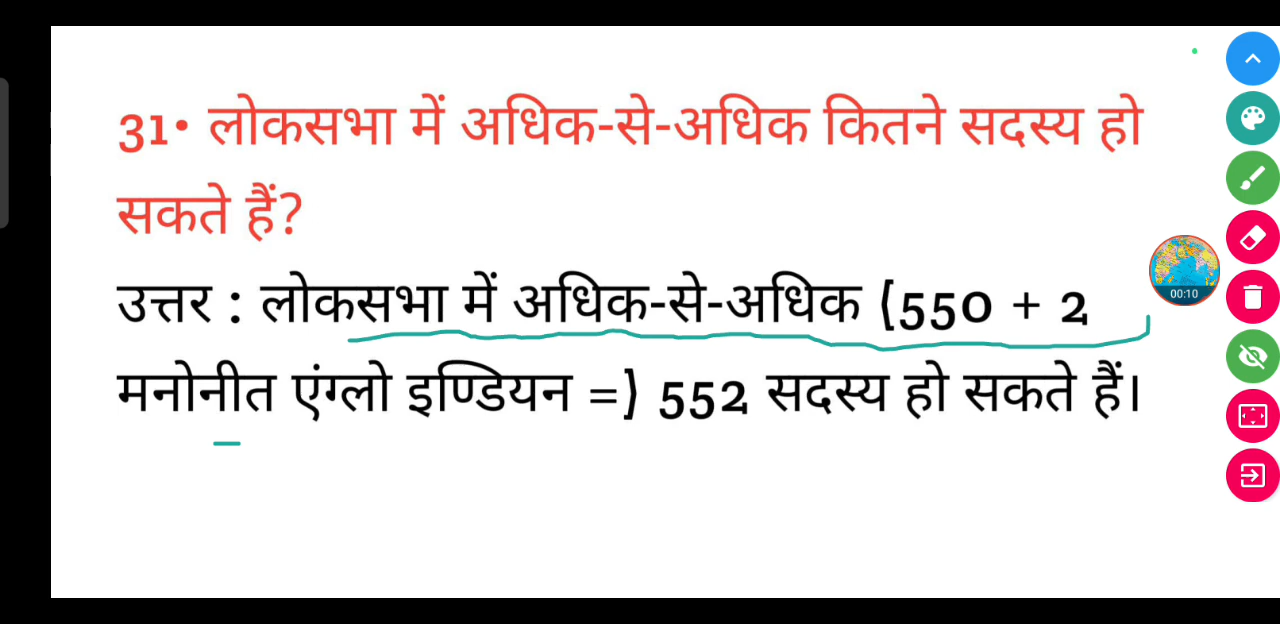 31• लोकसभा में अधिक-से-अधिक कितने सदस्य हो
सकते हैं?
उत्तर : लोकसभा में अधिक-से-अधिक (550 + 2
मनोनीत एंग्लो इण्डियन =) 552 सदस्य हो सकते हैं।
00:10